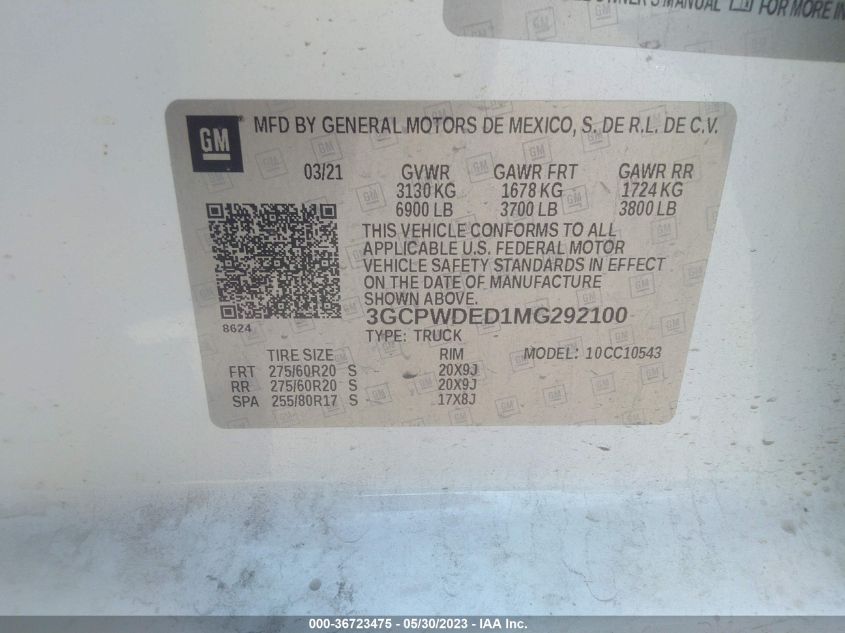 OWNER'S MANUAL FOR MORE IN
GM
MFD BY GENERAL MOTORS DE MEXICO, S. DE R.L. DE C.V.
03/21 GVWR GAWR FRT GAWR RR
3130 KG 1678 KG 1724 KG
6900 LB 3700 LB 3800 LB
THIS VEHICLE CONFORMS TO ALL
APPLICABLE U.S. FEDERAL MOTOR
VEHICLE SAFETY STANDARDS IN EFFECT
ON THE DATE OF MANUFACTURE
SHOWN ABOVE.
8624
3GCPWDED1MG292100
TYPE: TRUCK MODEL: 10CC10543
TIRE SIZE RIM
FRT 275/60R20 S 20X9J
RR 275/60R20 S 20X9J
SPA 255/80R17 S 17X8J
000-36723475 — 05/30/2023 — IAA Inc.